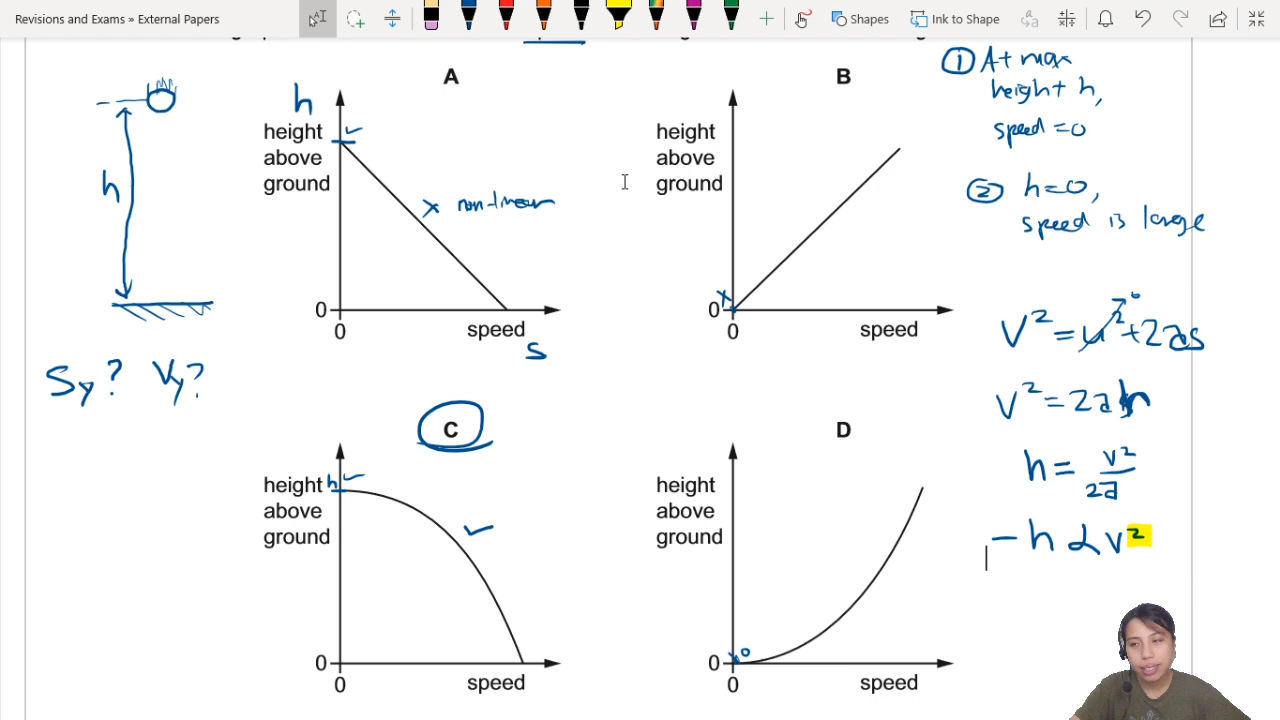 Revisions and Exams » External Papers
Shapes
Ink to Shape
A
h
height
above
ground
non-linear
0
0
speed
s
B
height
above
ground
x
0
0
speed
① At max
height h,
speed = 0
② h=0,
speed is large
h
Sy? Vy?
V² = u² + 2as
0
V² = 2ah
h = v²
2a
- h ∝ v²
C
height
above
ground
h
0
0
speed
D
height
above
ground
0
0
0
speed